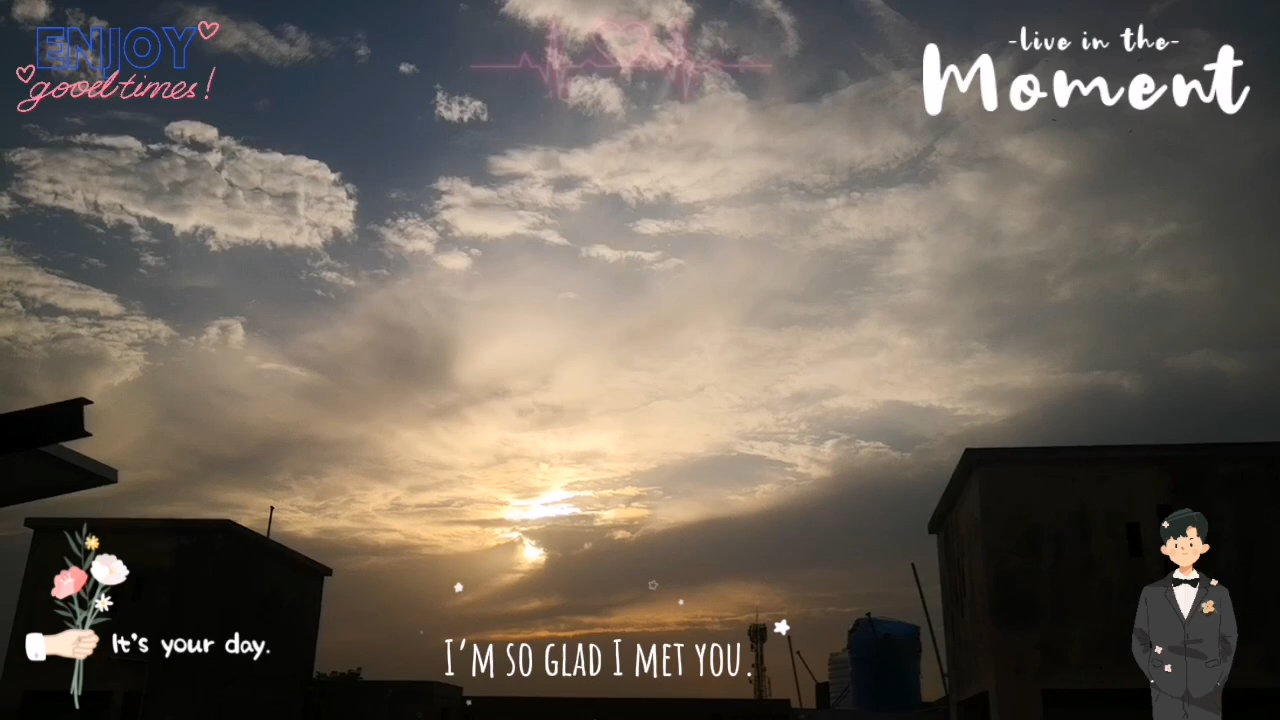 ENJOY
good times!
-live in the-
Moment
It's your day.
I'M SO GLAD I MET YOU.